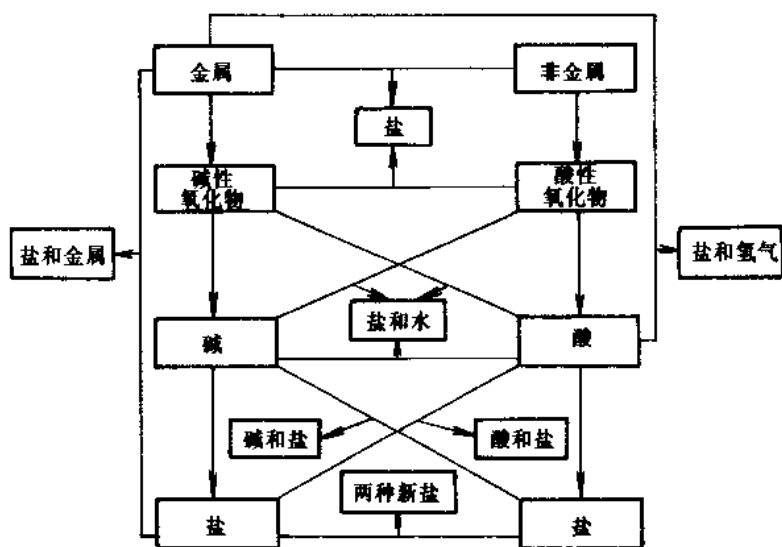 金属
非金属
盐
碱性
氧化物
酸性
氧化物
盐和金属
盐和氢气
碱
盐和水
酸
碱和盐
酸和盐
两种新盐
盐
盐